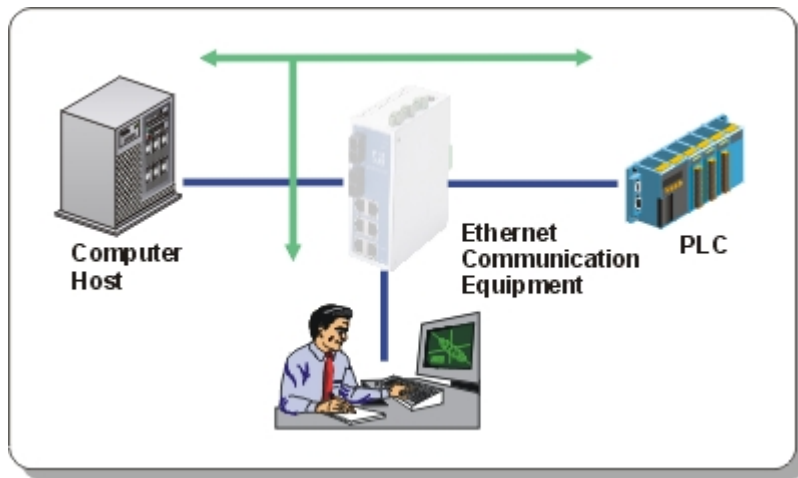 Computer
Host
Ethernet
Communication
Equipment
PLC